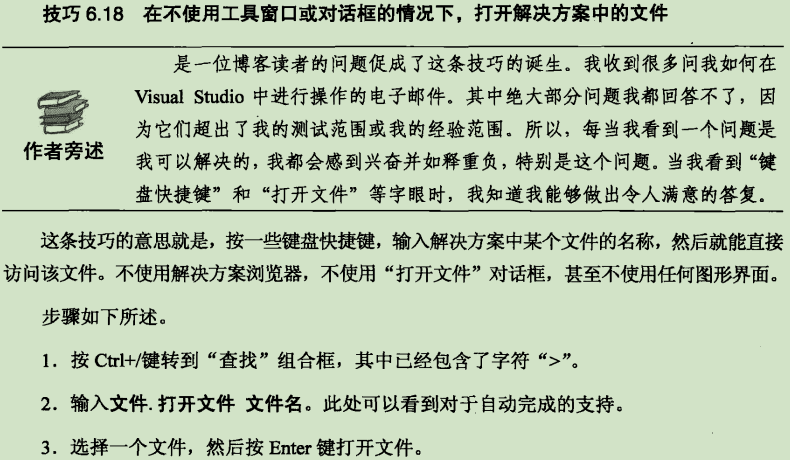 技巧 6.18 在不使用工具窗口或对话框的情况下，打开解决方案中的文件
是一位博客读者的问题促成了这条技巧的诞生。我收到很多问我如何在
Visual Studio 中进行操作的电子邮件。其中绝大部分问题我都回答不了，因
为它们超出了我的测试范围或我的经验范围。所以，每当我看到一个问题是
我可以解决的，我都会感到兴奋并如释重负，特别是这个问题。当我看到“键
盘快捷键”和“打开文件”等字眼时，我知道我能够做出令人满意的答复。
作者旁述
这条技巧的意思就是，按一些键盘快捷键，输入解决方案中某个文件的名称，然后就能直接
访问该文件。不使用解决方案浏览器，不使用“打开文件”对话框，甚至不使用任何图形界面。
步骤如下所述。
1．按 Ctrl+/键转到“查找”组合框，其中已经包含了字符“>”。
2．输入文件.打开文件 文件名。此处可以看到对于自动完成的支持。
3．选择一个文件，然后按 Enter 键打开文件。